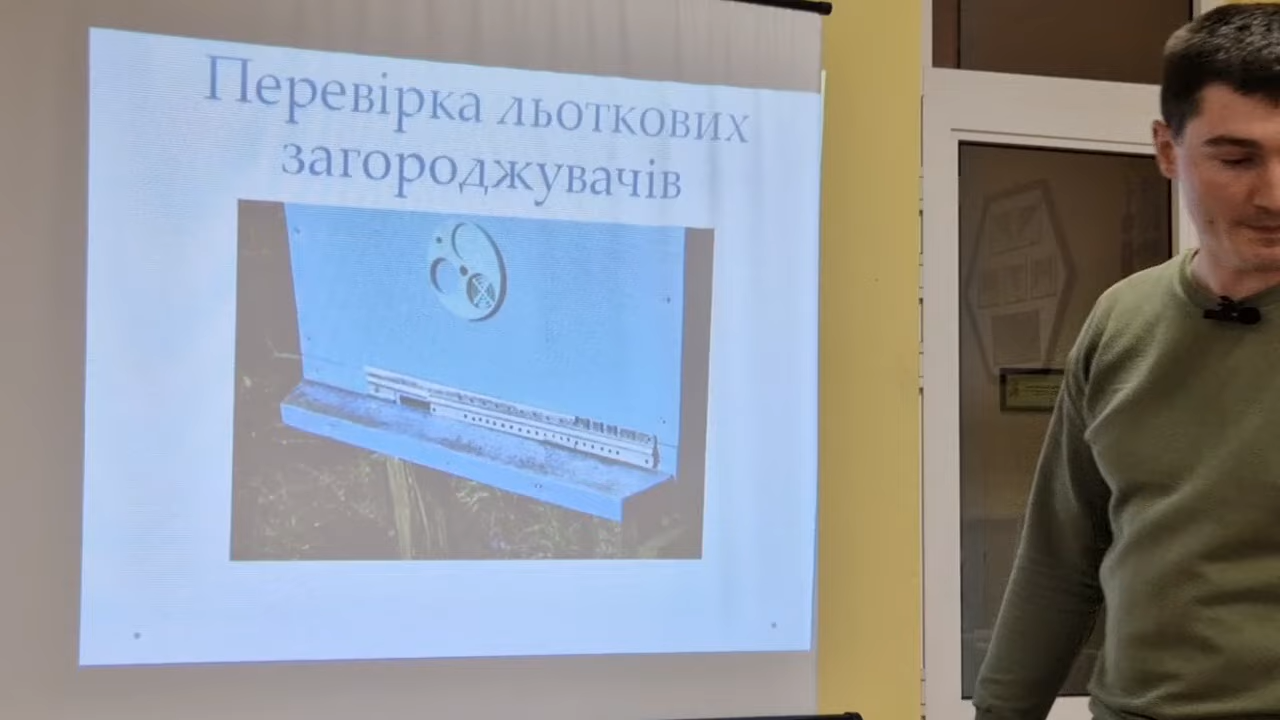 Перевірка льоткових
загороджувачів